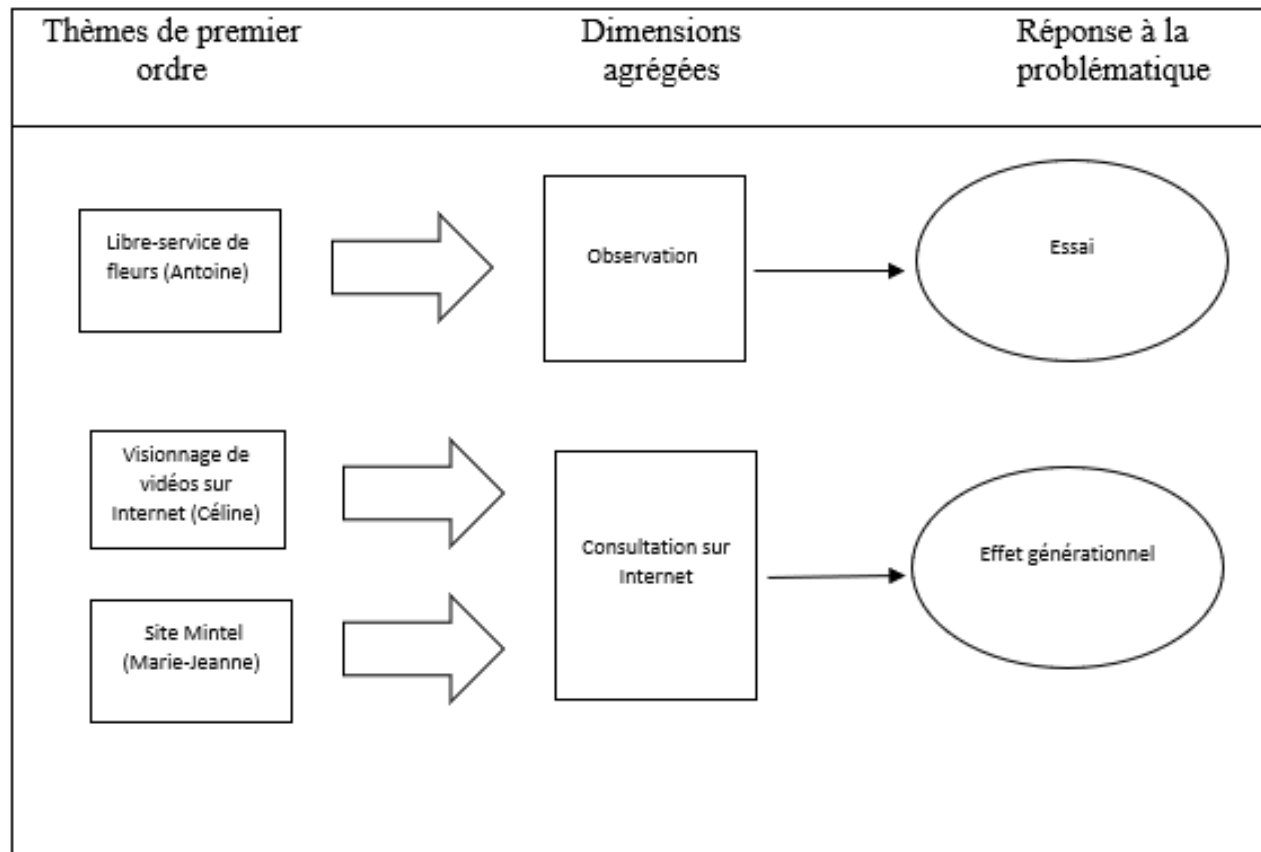 Thèmes de premier
ordre
Dimensions
agrégées
Réponse à la
problématique
Libre-service de
fleurs (Antoine)
Observation
Essai
Visionnage de
vidéos sur
Internet (Céline)
Consultation sur
Internet
Effet générationnel
Site Mintel
(Marie-Jeanne)